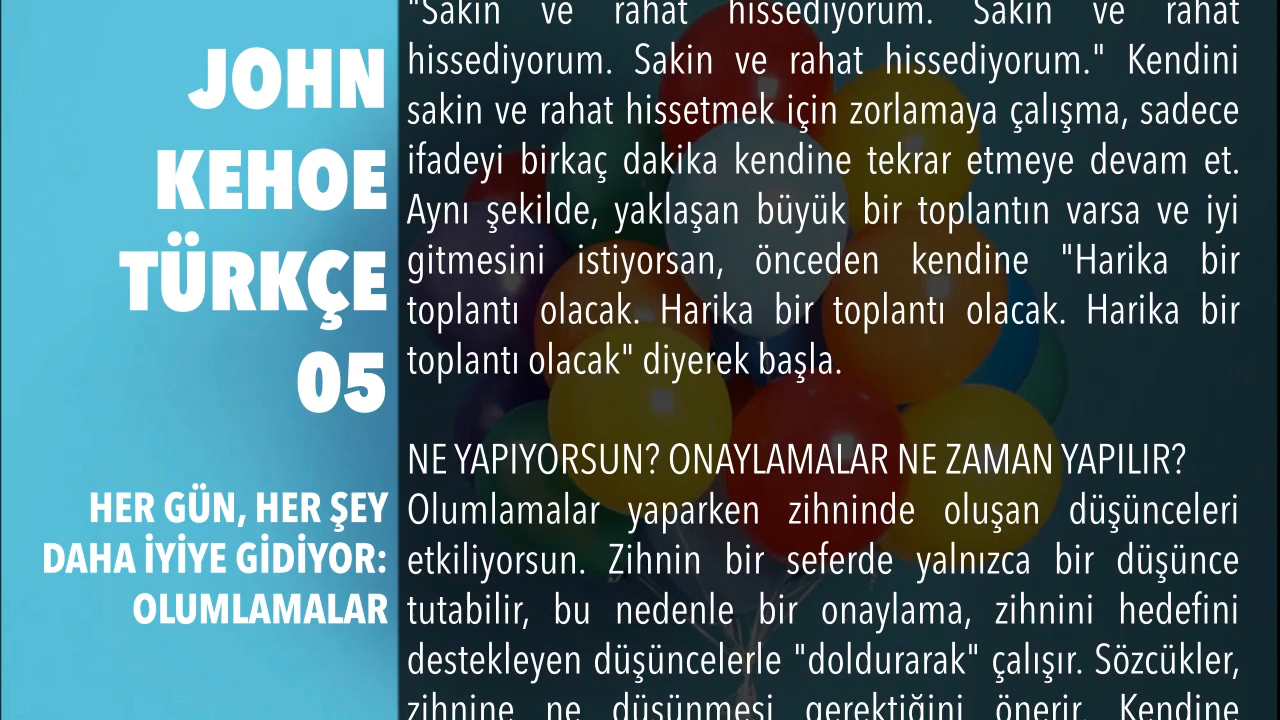 JOHN
KEHOE
TÜRKÇE
05
HER GÜN, HER ŞEY
DAHA İYİYE GİDİYOR:
OLUMLAMALAR
"Sakin ve rahat hissediyorum. Sakin ve rahat
hissediyorum. Sakin ve rahat hissediyorum." Kendini
sakin ve rahat hissetmek için zorlamaya çalışma, sadece
ifadeyi birkaç dakika kendine tekrar etmeye devam et.
Aynı şekilde, yaklaşan büyük bir toplantın varsa ve iyi
gitmesini istiyorsan, önceden kendine "Harika bir
toplantı olacak. Harika bir toplantı olacak. Harika bir
toplantı olacak" diyerek başla.
NE YAPIYORSUN? ONAYLAMALAR NE ZAMAN YAPILIR?
Olumlamalar yaparken zihninde oluşan düşünceleri
etkiliyorsun. Zihnin bir seferde yalnızca bir düşünce
tutabilir, bu nedenle bir onaylama, zihnini hedefini
destekleyen düşüncelerle "doldurarak" çalışır. Sözcükler,
zihnine ne düşünmesi gerektiğini önerir. Kendine